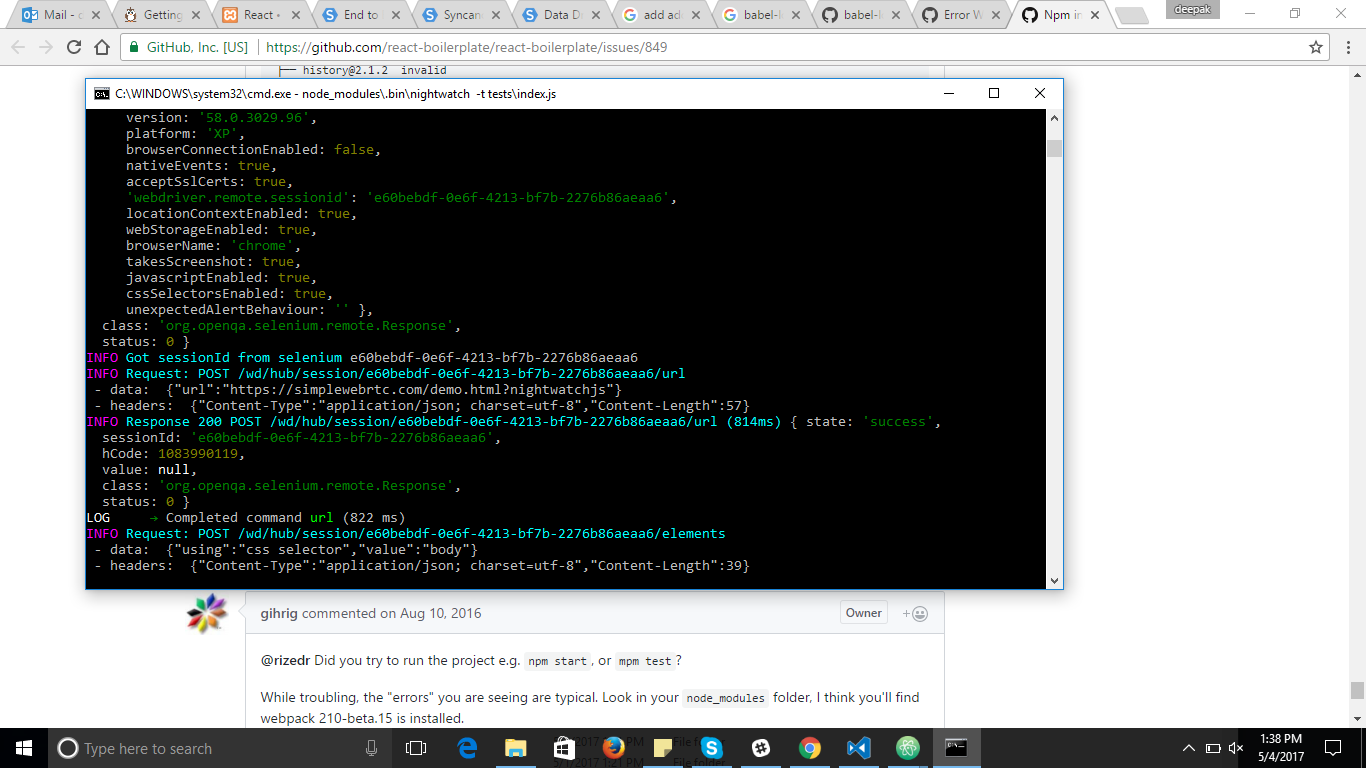 deepak
Mail - d
Getting
React -
End to
Syncan
Data D
add ad
babel-l
babel-l
Error W
Npm in
GitHub, Inc. [US]
https://github.com/react-boilerplate/react-boilerplate/issues/849
├── history@2.1.2 invalid
C:\WINDOWS\system32\cmd.exe - node_modules\.bin\nightwatch -t tests\index.js
version: '58.0.3029.96',
platform: 'XP',
browserConnectionEnabled: false,
nativeEvents: true,
acceptSslCerts: true,
'webdriver.remote.sessionid': 'e60bebdf-0e6f-4213-bf7b-2276b86aeaa6',
locationContextEnabled: true,
webStorageEnabled: true,
browserName: 'chrome',
takesScreenshot: true,
javascriptEnabled: true,
cssSelectorsEnabled: true,
unexpectedAlertBehaviour: '' },
class: 'org.openqa.selenium.remote.Response',
status: 0 }
INFO Got sessionId from selenium e60bebdf-0e6f-4213-bf7b-2276b86aeaa6
INFO Request: POST /wd/hub/session/e60bebdf-0e6f-4213-bf7b-2276b86aeaa6/url
- data: {"url":"https://simplewebrtc.com/demo.html?nightwatchjs"}
- headers: {"Content-Type":"application/json; charset=utf-8","Content-Length":57}
INFO Response 200 POST /wd/hub/session/e60bebdf-0e6f-4213-bf7b-2276b86aeaa6/url (814ms) { state: 'success',
sessionId: 'e60bebdf-0e6f-4213-bf7b-2276b86aeaa6',
hCode: 1083990119,
value: null,
class: 'org.openqa.selenium.remote.Response',
status: 0 }
LOG → Completed command url (822 ms)
INFO Request: POST /wd/hub/session/e60bebdf-0e6f-4213-bf7b-2276b86aeaa6/elements
- data: {"using":"css selector","value":"body"}
- headers: {"Content-Type":"application/json; charset=utf-8","Content-Length":39}
gihrig commented on Aug 10, 2016
Owner
@rizedr Did you try to run the project e.g. npm start, or mpm test?
While troubling, the "errors" you are seeing are typical. Look in your node_modules folder, I think you'll find
webpack 210-beta.15 is installed.
Type here to search
1:38 PM
5/4/2017